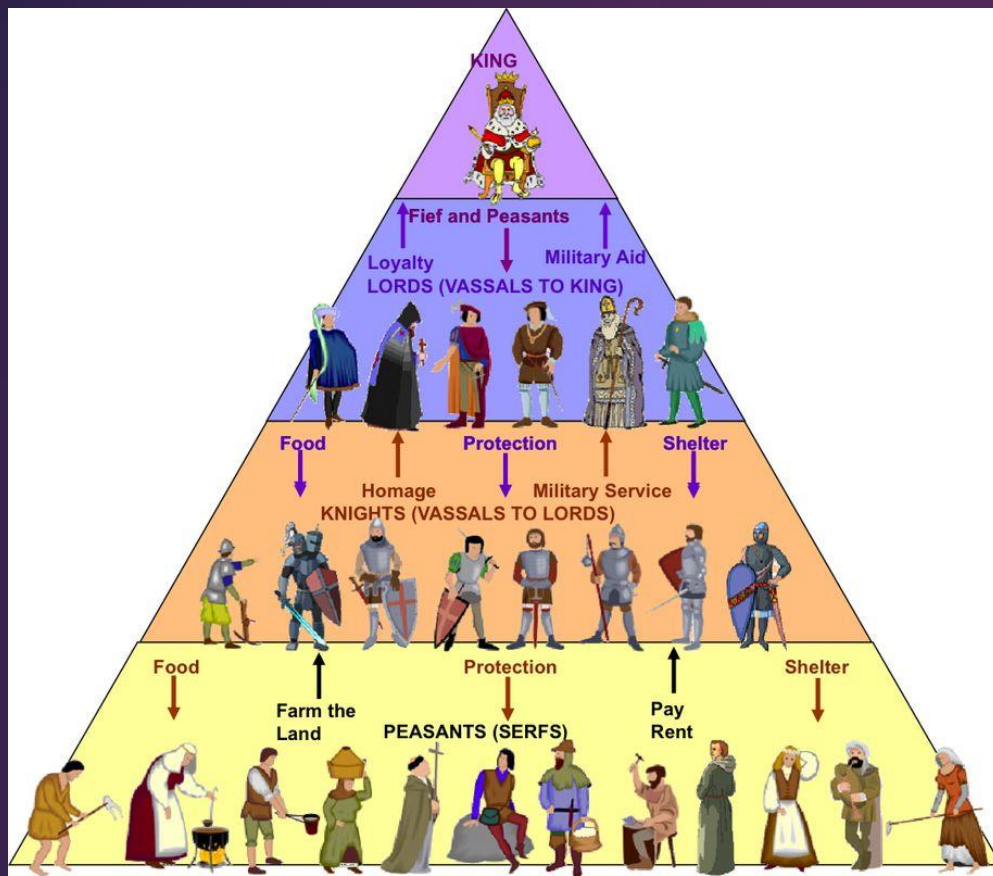 KING
Fief and Peasants
Loyalty
Military Aid
LORDS (VASSALS TO KING)
Food
Protection
Shelter
Homage
Military Service
KNIGHTS (VASSALS TO LORDS)
Food
Protection
Shelter
Farm the
Land
PEASANTS (SERFS)
Pay
Rent